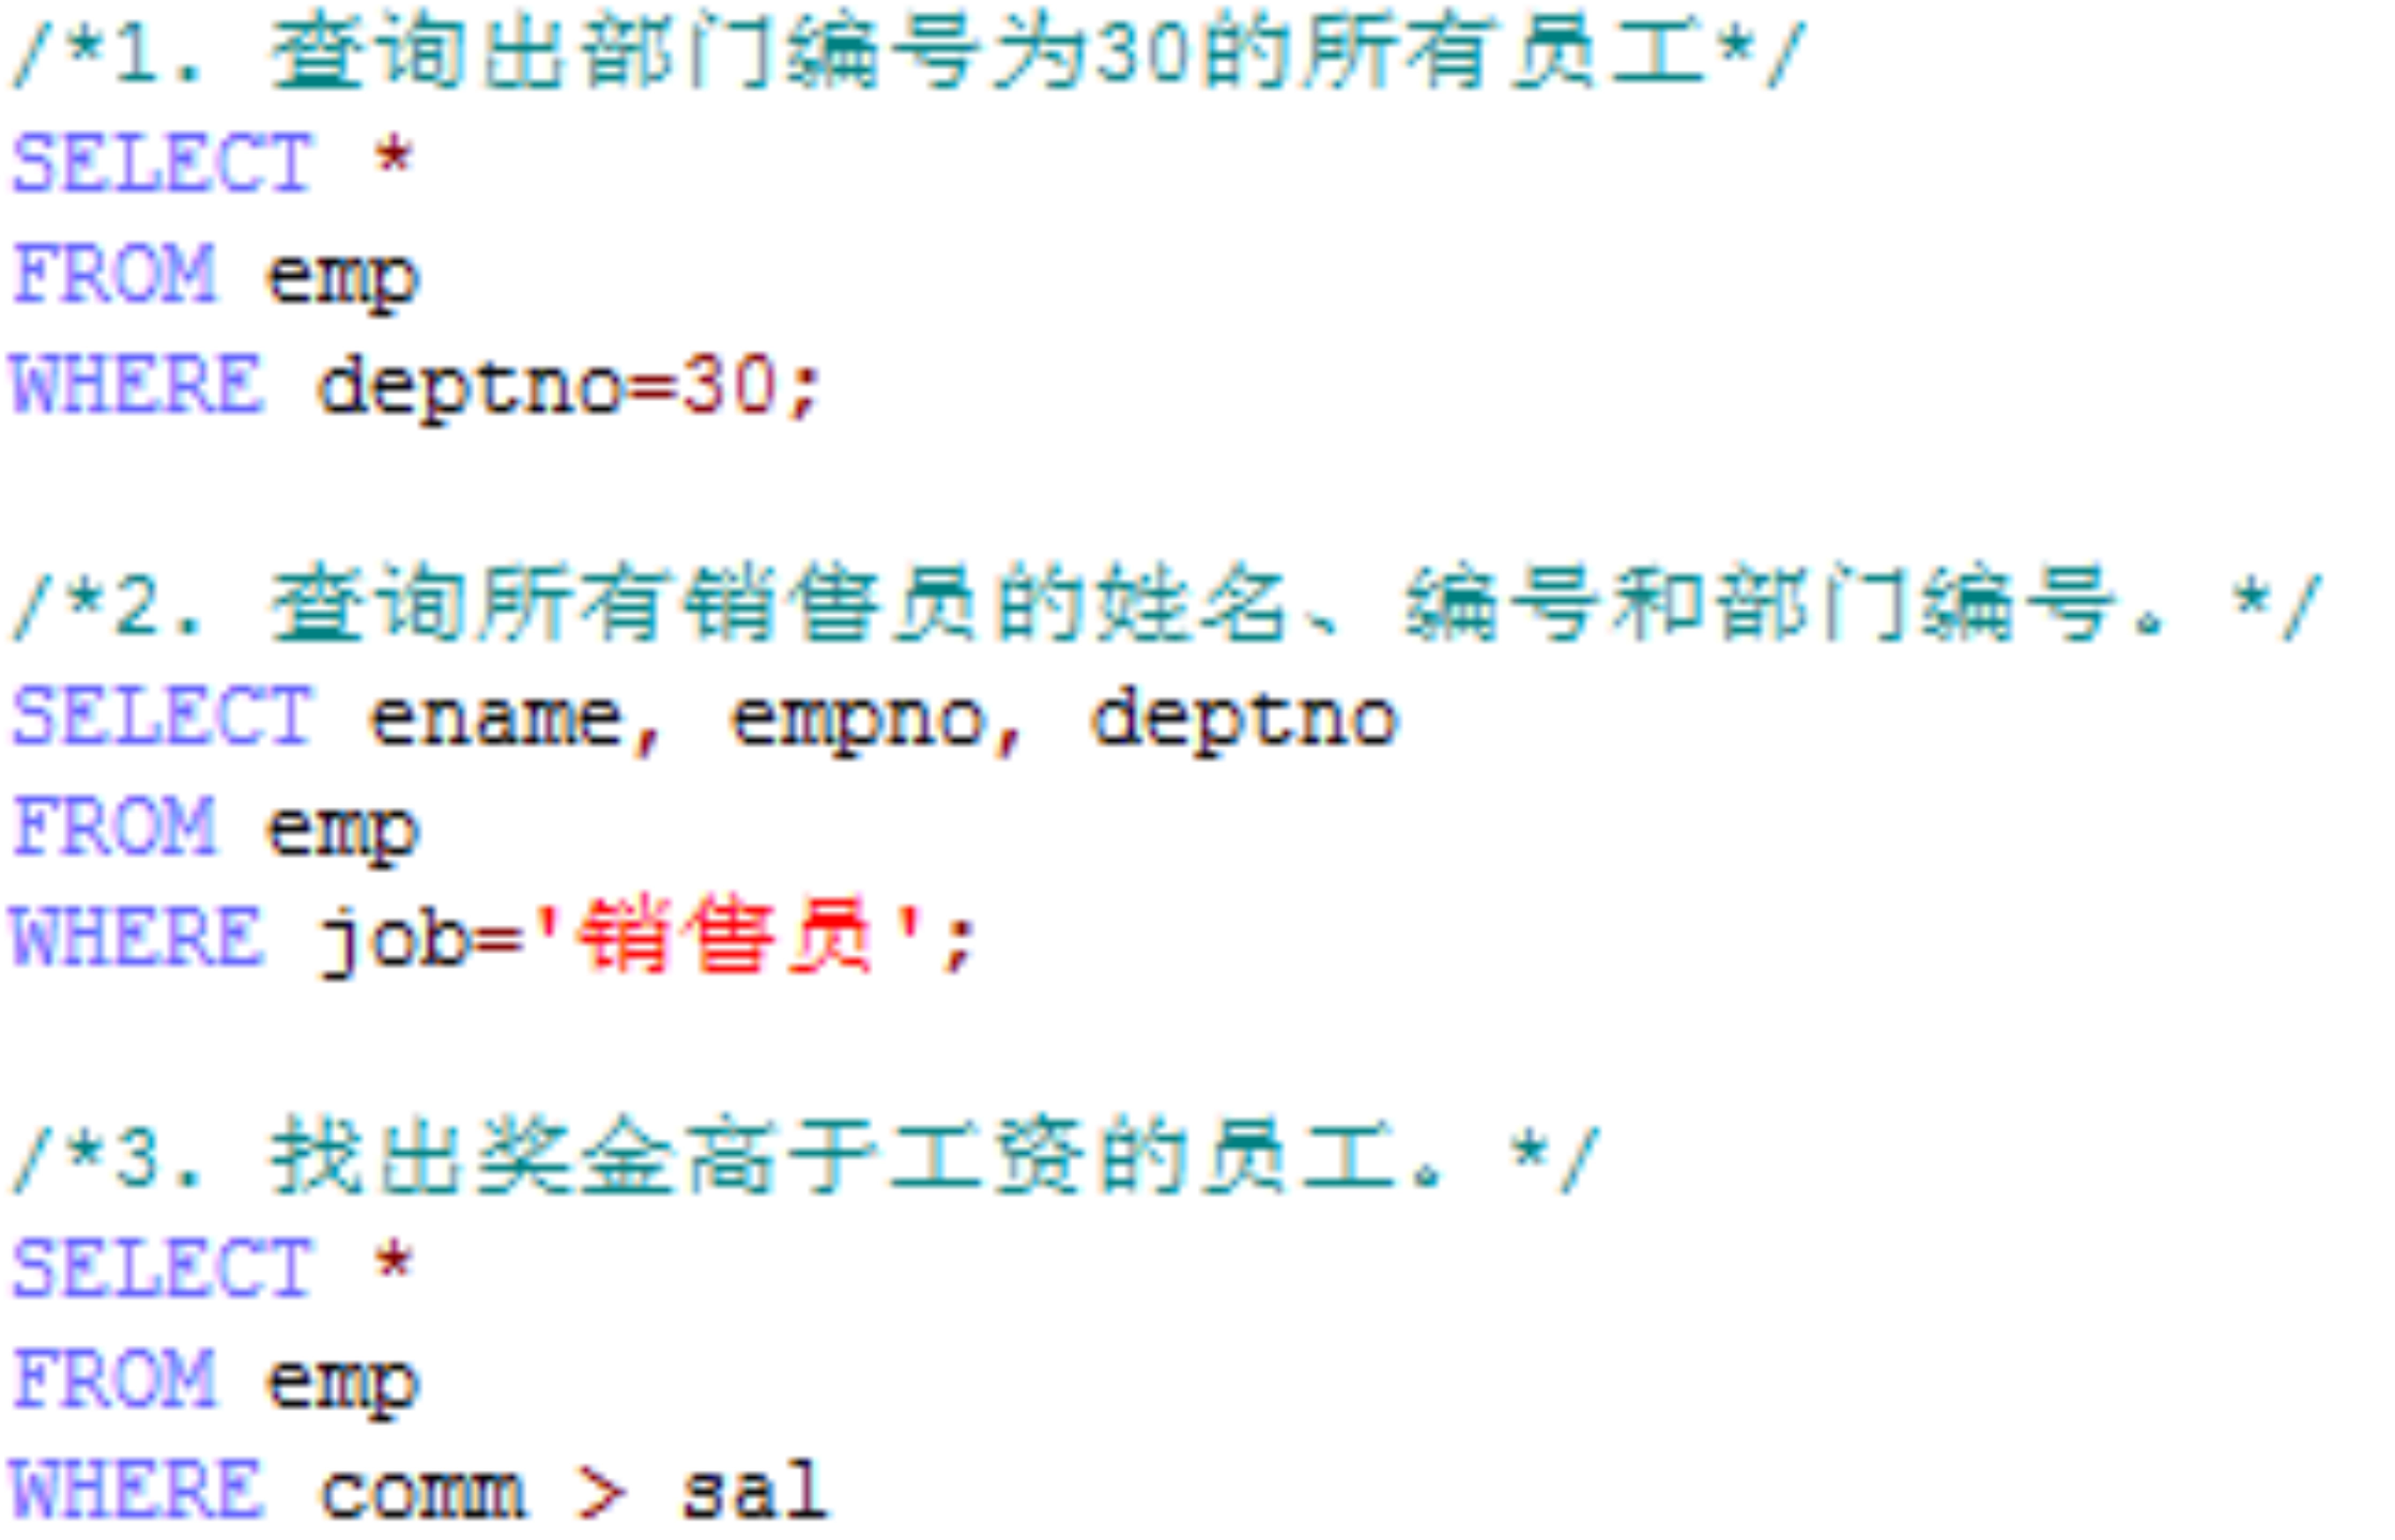 /*1. 查询出部门编号为30的所有员工*/
SELECT *
FROM emp
WHERE deptno=30;
/*2. 查询所有销售员的姓名、编号和部门编号。*/
SELECT ename, empno, deptno
FROM emp
WHERE job='销售员';
/*3. 找出奖金高于工资的员工。*/
SELECT *
FROM emp
WHERE comm > sal